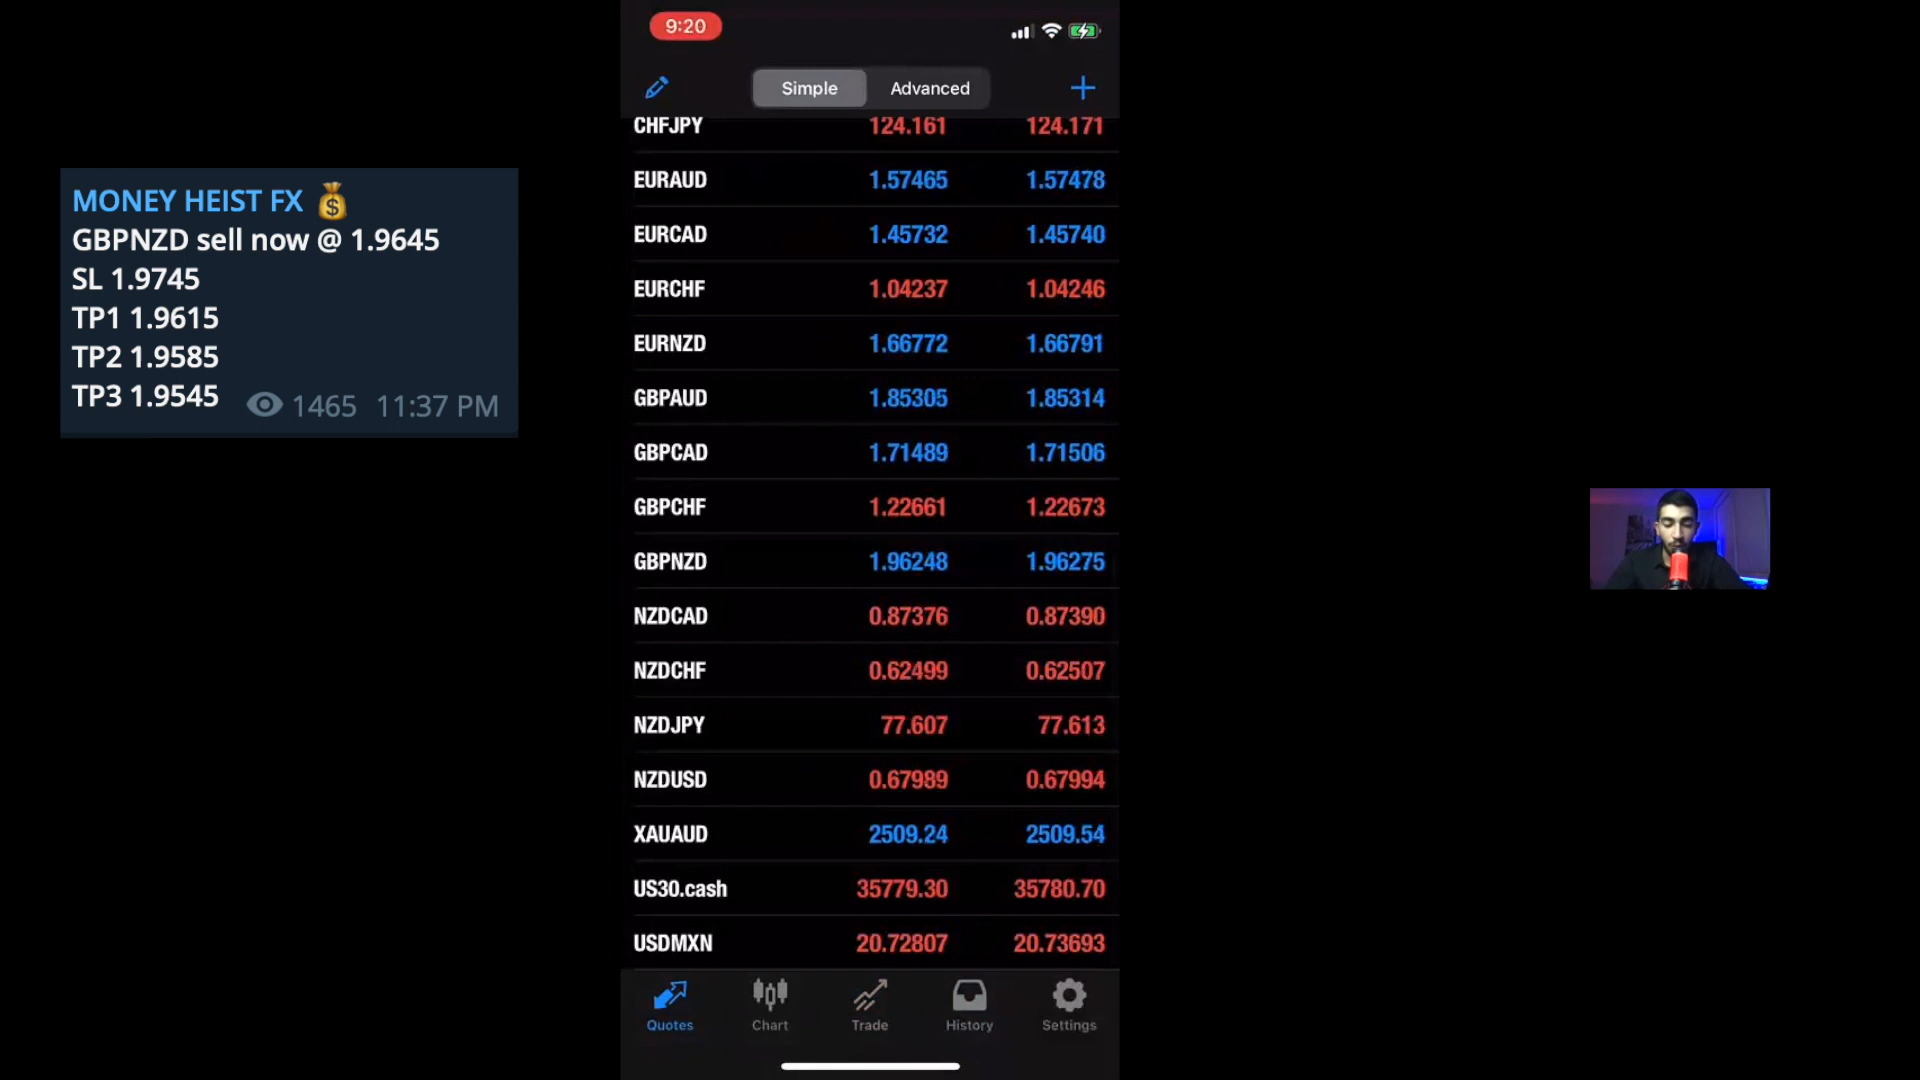 MONEY HEIST FX 💰
GBPNZD sell now @ 1.9645
SL 1.9745
TP1 1.9615
TP2 1.9585
TP3 1.9545
1465 11:37 PM
9:20
Simple Advanced
CHFJPY 124.161 124.171
EURAUD 1.57465 1.57478
EURCAD 1.45732 1.45740
EURCHF 1.04237 1.04246
EURNZD 1.66772 1.66791
GBPAUD 1.85305 1.85314
GBPCAD 1.71489 1.71506
GBPCHF 1.22661 1.22673
GBPNZD 1.96248 1.96275
NZDCAD 0.87376 0.87390
NZDCHF 0.62499 0.62507
NZDJPY 77.607 77.613
NZDUSD 0.67989 0.67994
XAUAUD 2509.24 2509.54
US30.cash 35779.30 35780.70
USDMXN 20.72807 20.73693
Quotes Chart Trade History Settings